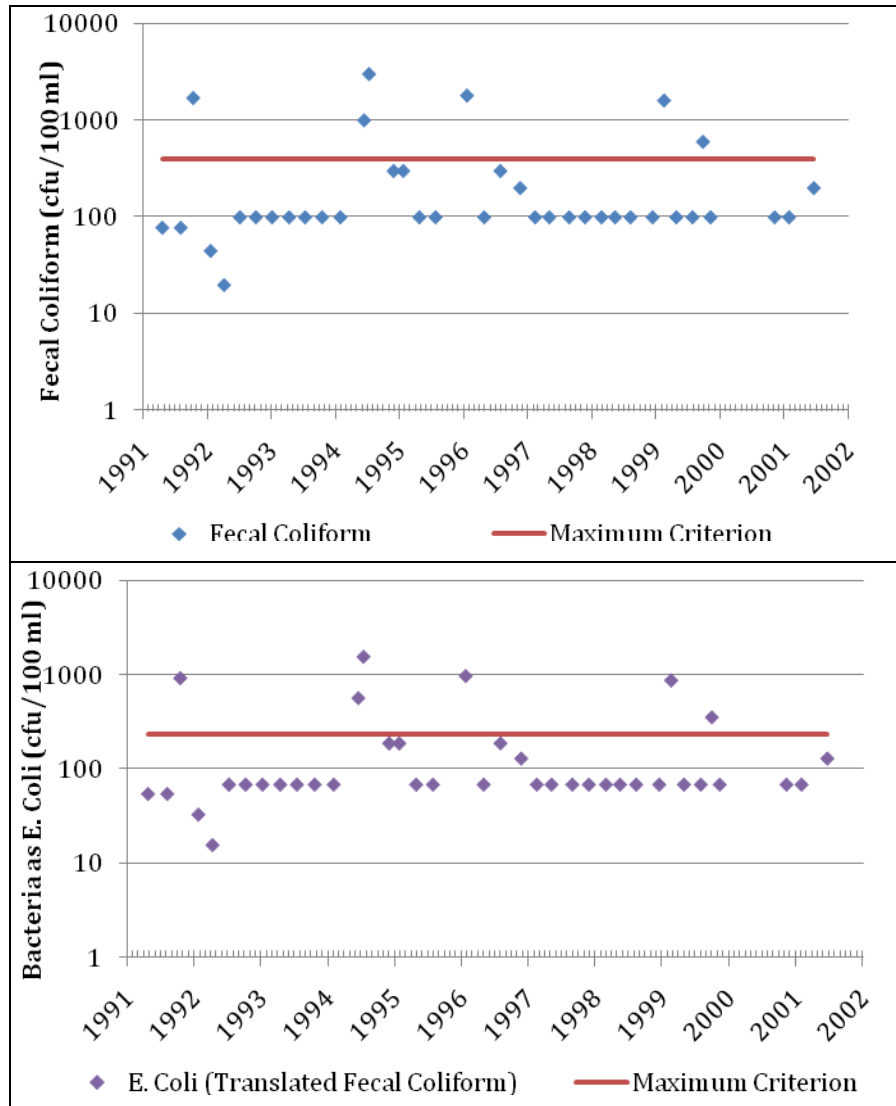 Fecal Coliform (cfu/100 ml)
10000
1000
100
10
1
1991 1992 1993 1994 1995 1996 1997 1998 1999 2000 2001 2002
Fecal Coliform Maximum Criterion
Bacteria as E. Coli (cfu/100 ml)
10000
1000
100
10
1
1991 1992 1993 1994 1995 1996 1997 1998 1999 2000 2001 2002
E. Coli (Translated Fecal Coliform) Maximum Criterion